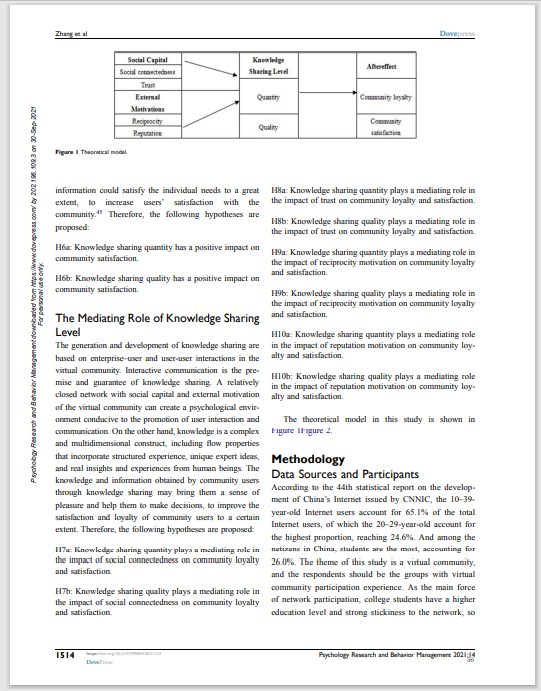 Zhang et al
Dovepress
Social Capital
Social connectedness
Trust
External
Motivations
Reciprocity
Reputation
Knowledge
Sharing Level
Quantity
Quality
Aftereffect
Community loyalty
Community
satisfaction
Figure 1 Theoretical model.
Psychology Research and Behavior Management downloaded from https://www.dovepress.com/ by 202.195.109.3 on 30-Sep-2021
For personal use only.
information could satisfy the individual needs to a great
extent, to increase users’ satisfaction with the
community.45 Therefore, the following hypotheses are
proposed:
H6a: Knowledge sharing quantity has a positive impact on
community satisfaction.
H6b: Knowledge sharing quality has a positive impact on
community satisfaction.
The Mediating Role of Knowledge Sharing
Level
The generation and development of knowledge sharing are
based on enterprise–user and user-user interactions in the
virtual community. Interactive communication is the pre-
mise and guarantee of knowledge sharing. A relatively
closed network with social capital and external motivation
of the virtual community can create a psychological envir-
onment conducive to the promotion of user interaction and
communication. On the other hand, knowledge is a complex
and multidimensional construct, including flow properties
that incorporate structured experience, unique expert ideas,
and real insights and experiences from human beings. The
knowledge and information obtained by community users
through knowledge sharing may bring them a sense of
pleasure and help them to make decisions, to improve the
satisfaction and loyalty of community users to a certain
extent. Therefore, the following hypotheses are proposed:
H7a: Knowledge sharing quantity plays a mediating role in
the impact of social connectedness on community loyalty
and satisfaction.
H7b: Knowledge sharing quality plays a mediating role in
the impact of social connectedness on community loyalty
and satisfaction.
H8a: Knowledge sharing quantity plays a mediating role in
the impact of trust on community loyalty and satisfaction.
H8b: Knowledge sharing quality plays a mediating role in
the impact of trust on community loyalty and satisfaction.
H9a: Knowledge sharing quantity plays a mediating role in
the impact of reciprocity motivation on community loyalty
and satisfaction.
H9b: Knowledge sharing quality plays a mediating role in
the impact of reciprocity motivation on community loyalty
and satisfaction.
H10a: Knowledge sharing quantity plays a mediating role
in the impact of reputation motivation on community loy-
alty and satisfaction.
H10b: Knowledge sharing quality plays a mediating role
in the impact of reputation motivation on community loy-
alty and satisfaction.
The theoretical model in this study is shown in
Figure 1Figure 2.
Methodology
Data Sources and Participants
According to the 44th statistical report on the develop-
ment of China’s Internet issued by CNNIC, the 10–39-
year-old Internet users account for 65.1% of the total
Internet users, of which the 20–29-year-old account for
the highest proportion, reaching 24.6%. And among the
netizens in China, students are the most, accounting for
26.0%. The theme of this study is a virtual community,
and the respondents should be the groups with virtual
community participation experience. As the main force
of network participation, college students have a higher
education level and strong stickiness to the network, so
1514
DovePress
Psychology Research and Behavior Management 2021:14
56